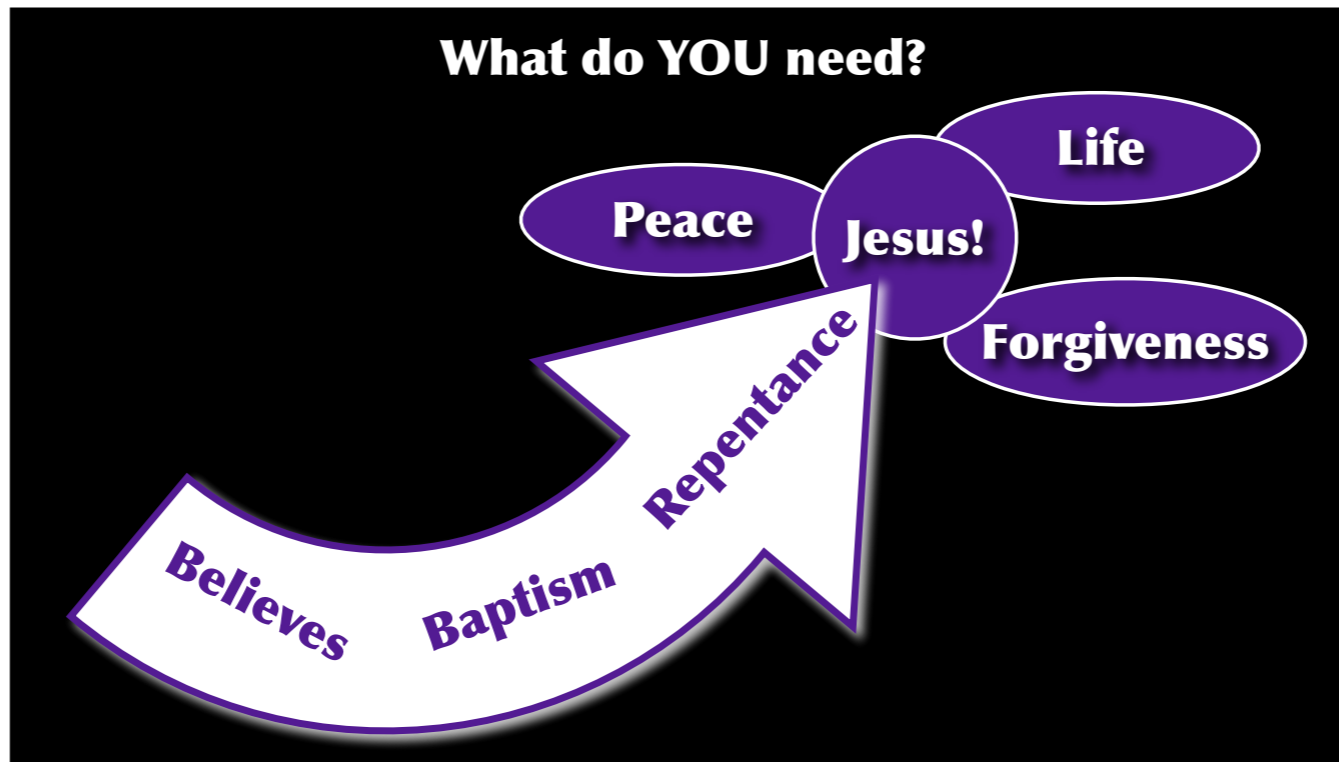 What do YOU need?
Life
Peace
Jesus!
Forgiveness
Repentance
Baptism
Believes